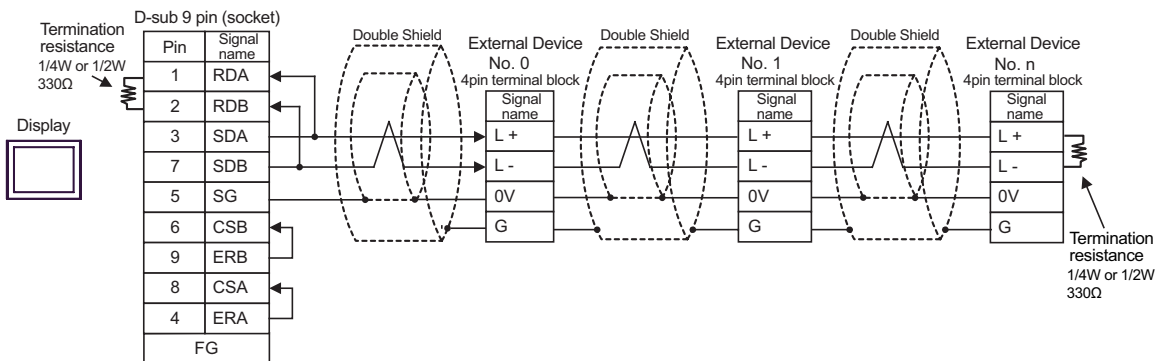 D-sub 9 pin (socket)
Termination
resistance
1/4W or 1/2W
330Ω
Display
Pin
Signal
name
1 RDA
2 RDB
3 SDA
7 SDB
5 SG
6 CSB
9 ERB
8 CSA
4 ERA
FG
Double Shield
External Device
No. 0
4pin terminal block
Signal
name
L +
L -
0V
G
Double Shield
External Device
No. 1
4pin terminal block
Signal
name
L +
L -
0V
G
Double Shield
External Device
No. n
4pin terminal block
Signal
name
L +
L -
0V
G
Termination
resistance
1/4W or 1/2W
330Ω